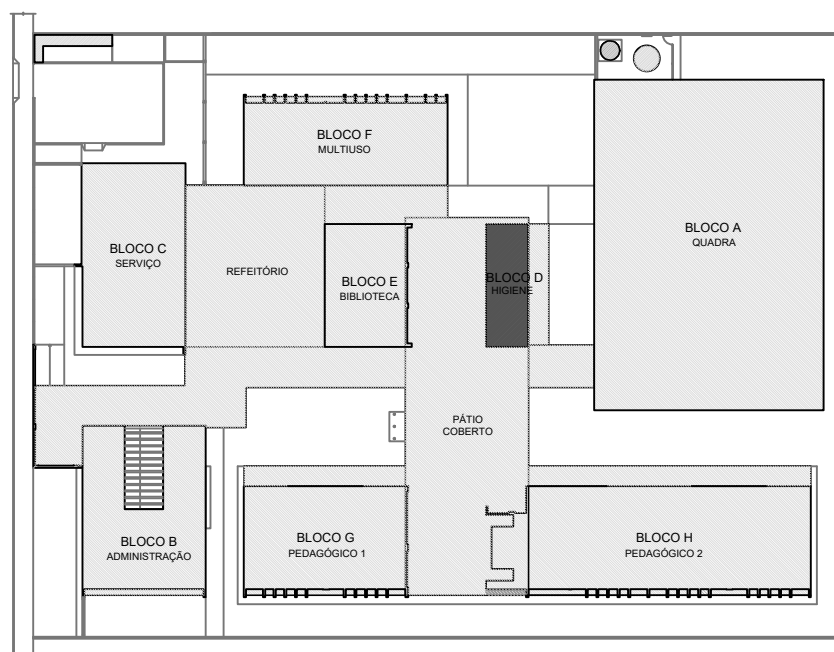 BLOCO F
MULTIUSO
BLOCO A
QUADRA
BLOCO C
SERVIÇO
REFEITÓRIO
BLOCO E
BIBLIOTECA
BLOCO D
HIGIENE
PÁTIO
COBERTO
BLOCO B
ADMINISTRAÇÃO
BLOCO G
PEDAGÓGICO 1
BLOCO H
PEDAGÓGICO 2